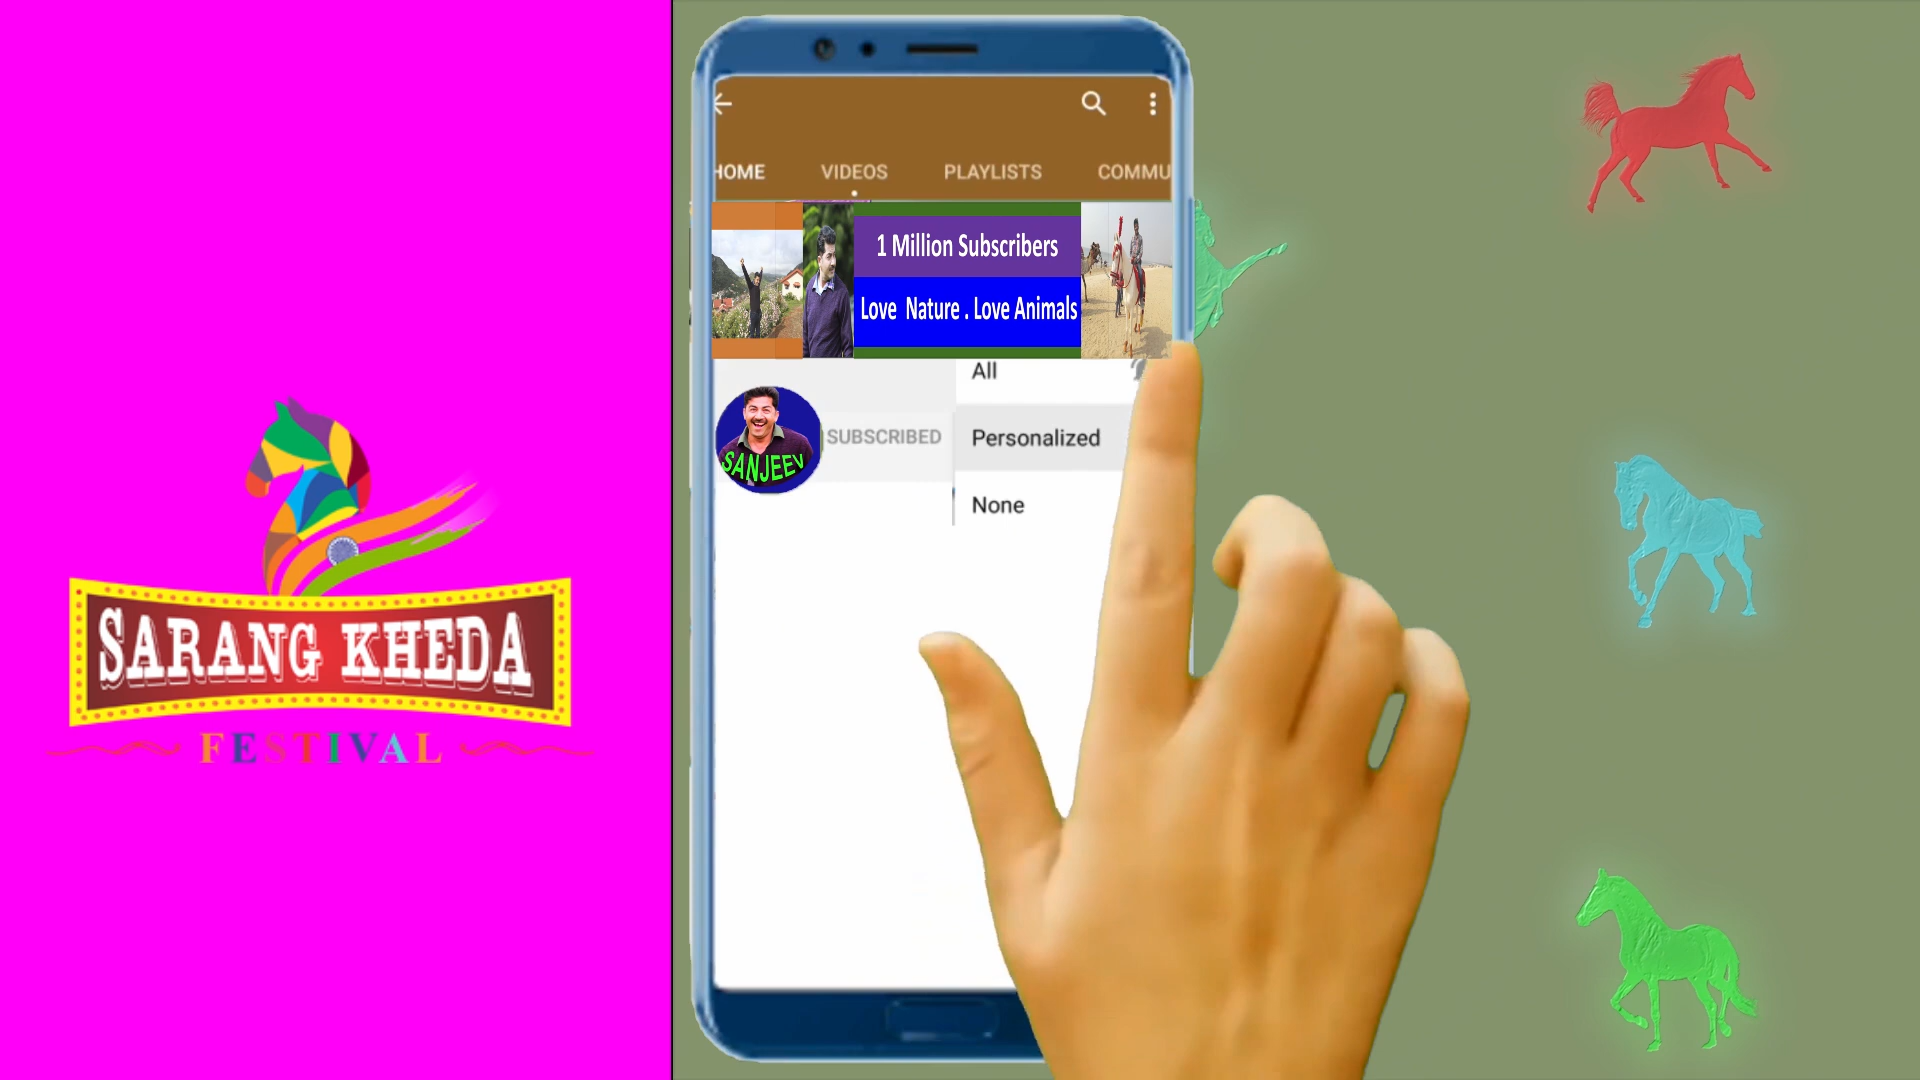 SARANG KHEDA
FESTIVAL
HOME VIDEOS PLAYLISTS COMMU
1 Million Subscribers
Love Nature . Love Animals
All
SANJEEV
SUBSCRIBED
Personalized
None